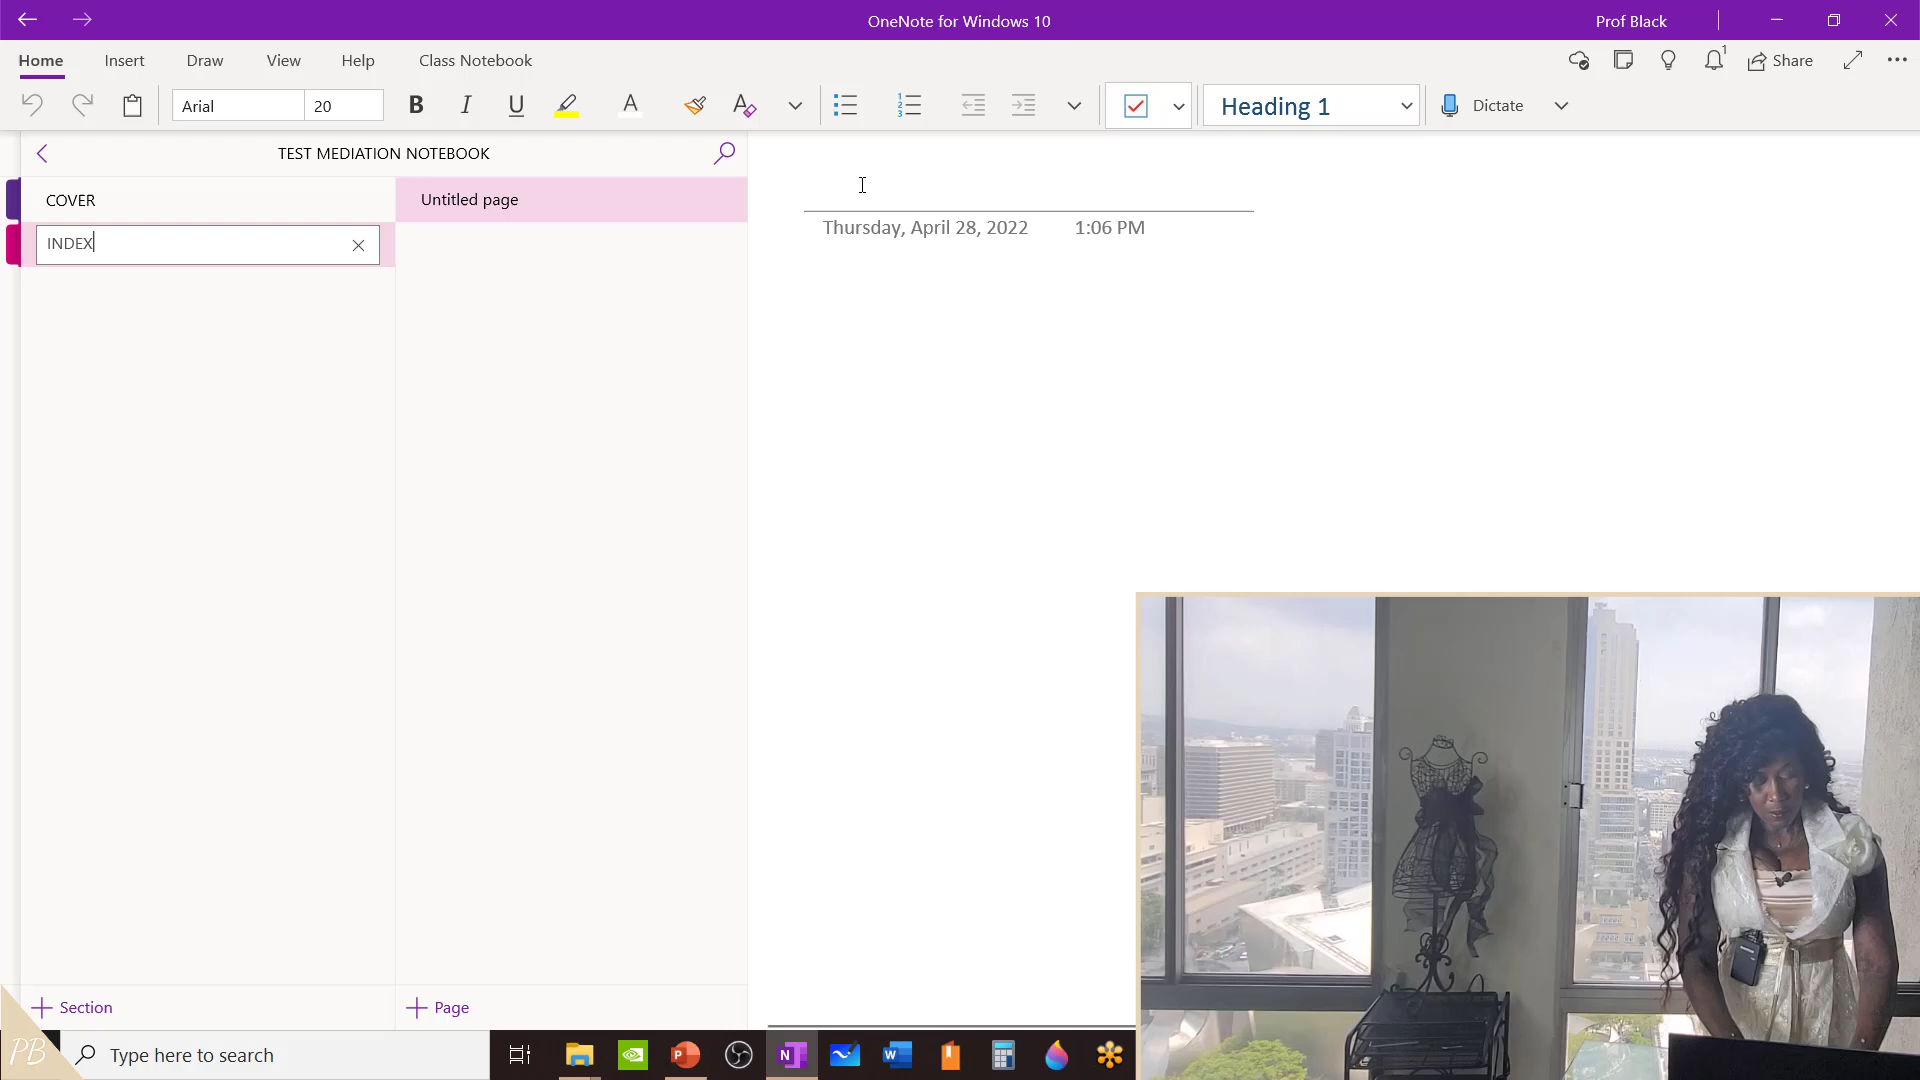 OneNote for Windows 10
Prof Black
Home
Insert
Draw
View
Help
Class Notebook
1
Share
Arial
20
B
I
U
A
A
Heading 1
Dictate
TEST MEDIATION NOTEBOOK
COVER
INDEX
Untitled page
Thursday, April 28, 2022
1:06 PM
Section
Page
PB
Type here to search